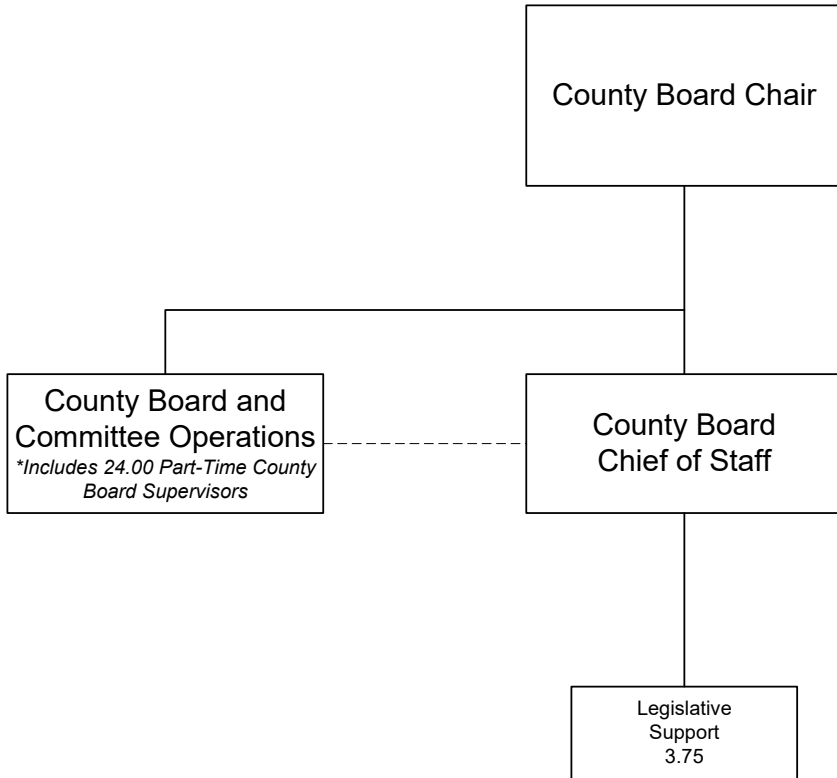 County Board Chair
County Board and
Committee Operations
*Includes 24.00 Part-Time County
Board Supervisors
County Board
Chief of Staff
Legislative
Support
3.75